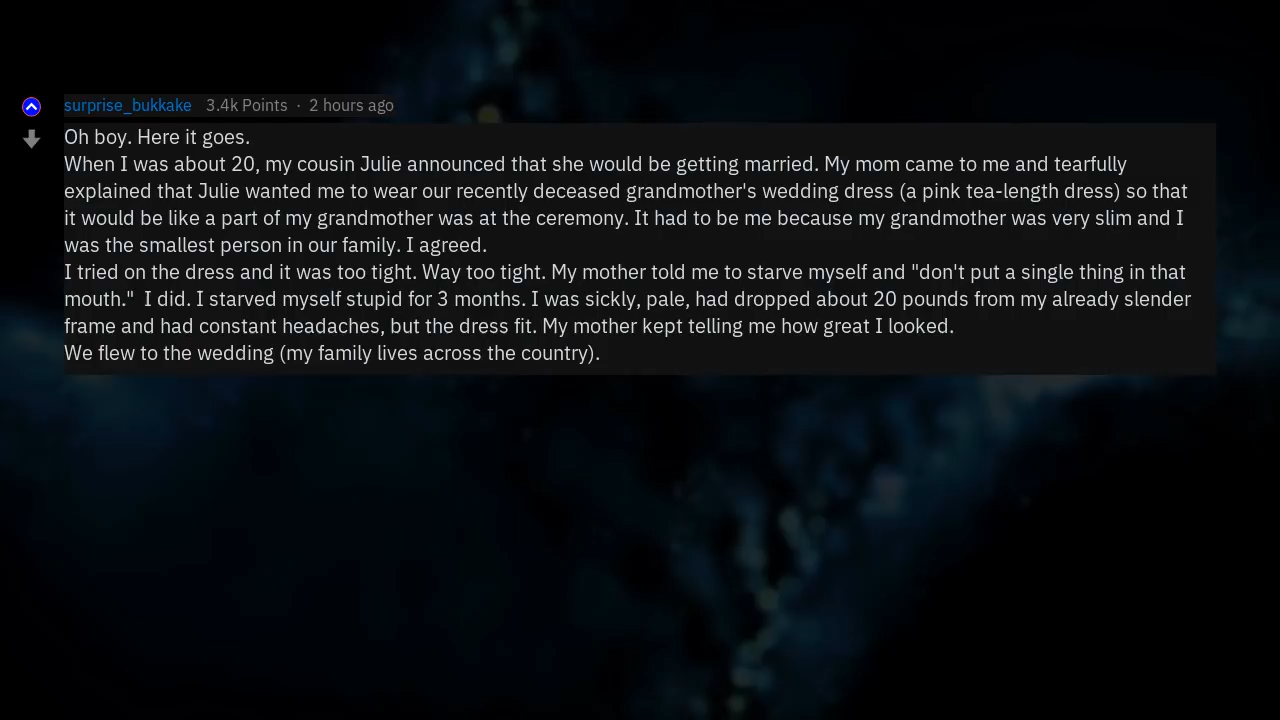 surprise_bukkake 3.4k Points · 2 hours ago
Oh boy. Here it goes.
When I was about 20, my cousin Julie announced that she would be getting married. My mom came to me and tearfully
explained that Julie wanted me to wear our recently deceased grandmother's wedding dress (a pink tea-length dress) so that
it would be like a part of my grandmother was at the ceremony. It had to be me because my grandmother was very slim and I
was the smallest person in our family. I agreed.
I tried on the dress and it was too tight. Way too tight. My mother told me to starve myself and "don't put a single thing in that
mouth."  I did. I starved myself stupid for 3 months. I was sickly, pale, had dropped about 20 pounds from my already slender
frame and had constant headaches, but the dress fit. My mother kept telling me how great I looked.
We flew to the wedding (my family lives across the country).